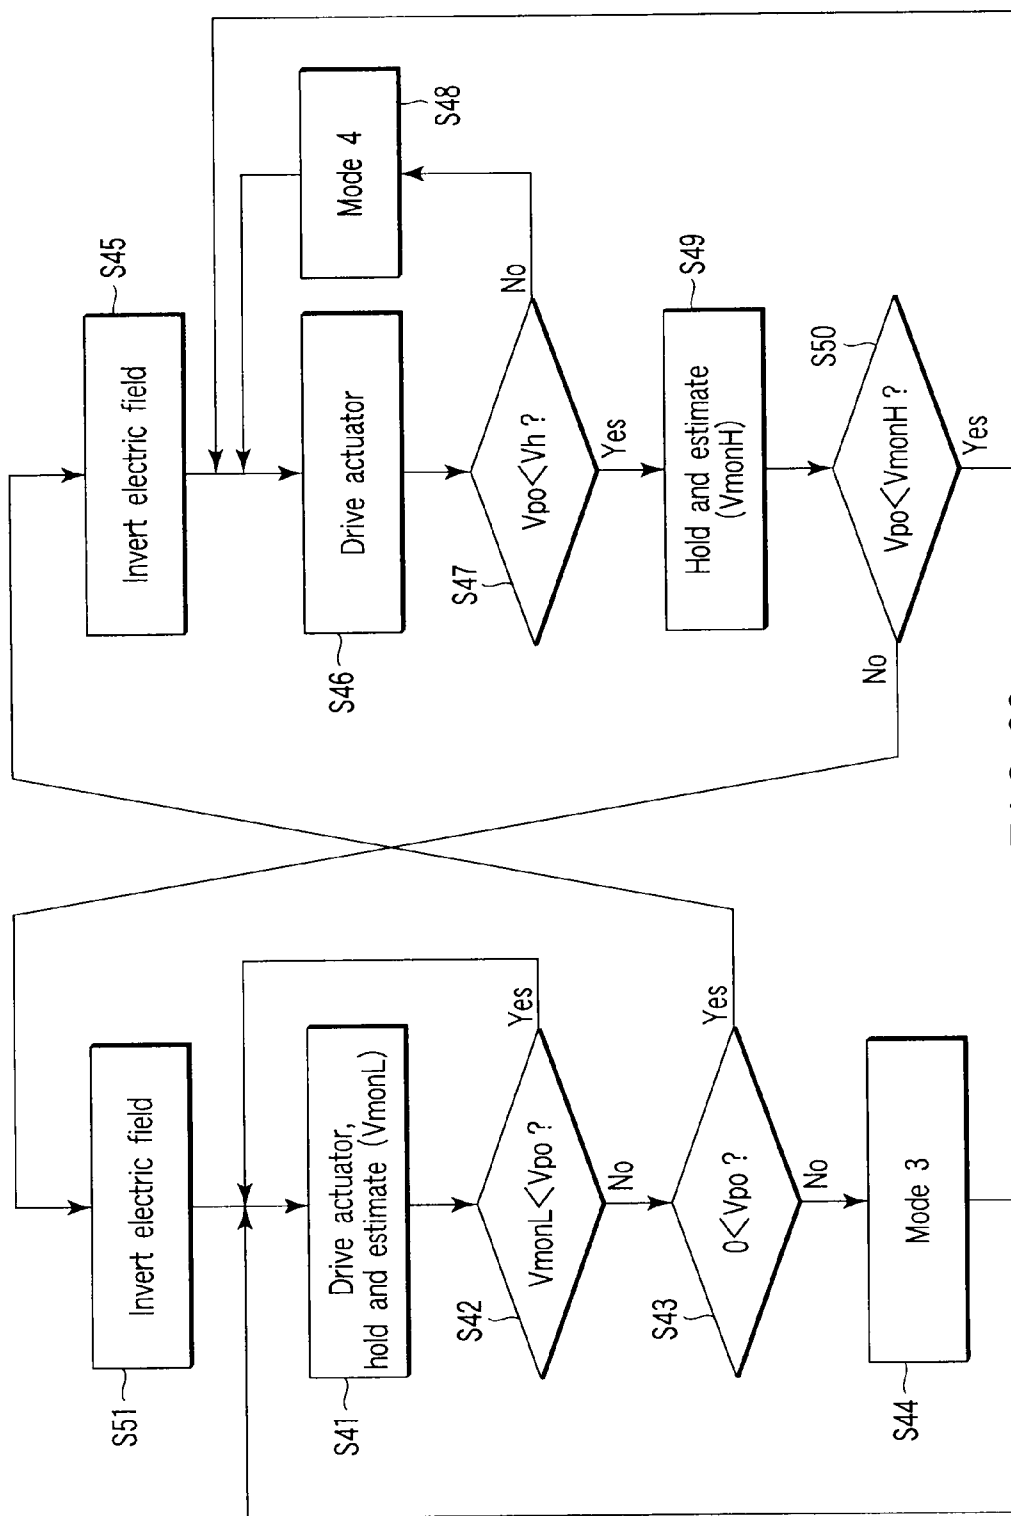 S51
Invert electric field
S41
Drive actuator,
hold and estimate (VmonL)
S42
VmonL<Vpo ?
Yes
No
S43
0<Vpo ?
Yes
No
S44
Mode 3
S45
Invert electric field
S46
Drive actuator
Mode 4
S48
S47
Vpo<Vh ?
No
Yes
S49
Hold and estimate
(VmonH)
S50
Vpo<VmonH ?
No
Yes